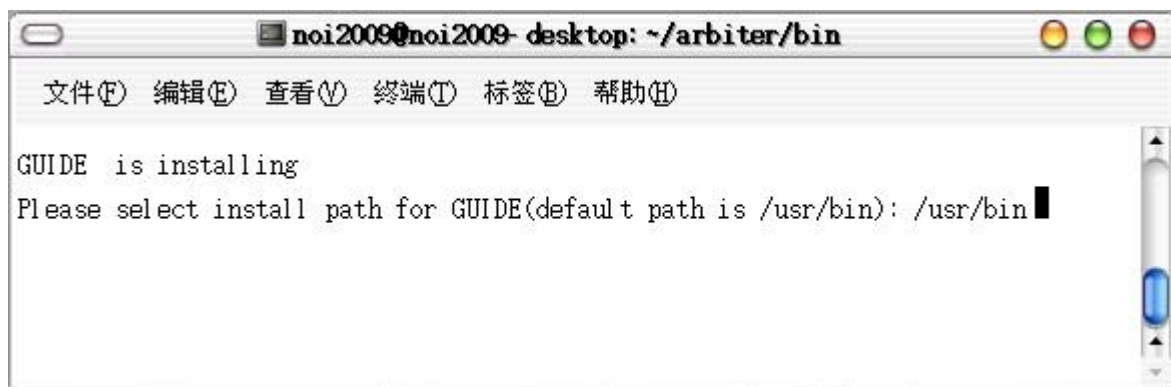 noi2009@noi2009-desktop: ~/arbiter/bin
文件(F) 编辑(E) 查看(V) 终端(T) 标签(B) 帮助(H)
GUIDE is installing
Please select install path for GUIDE(default path is /usr/bin): /usr/bin